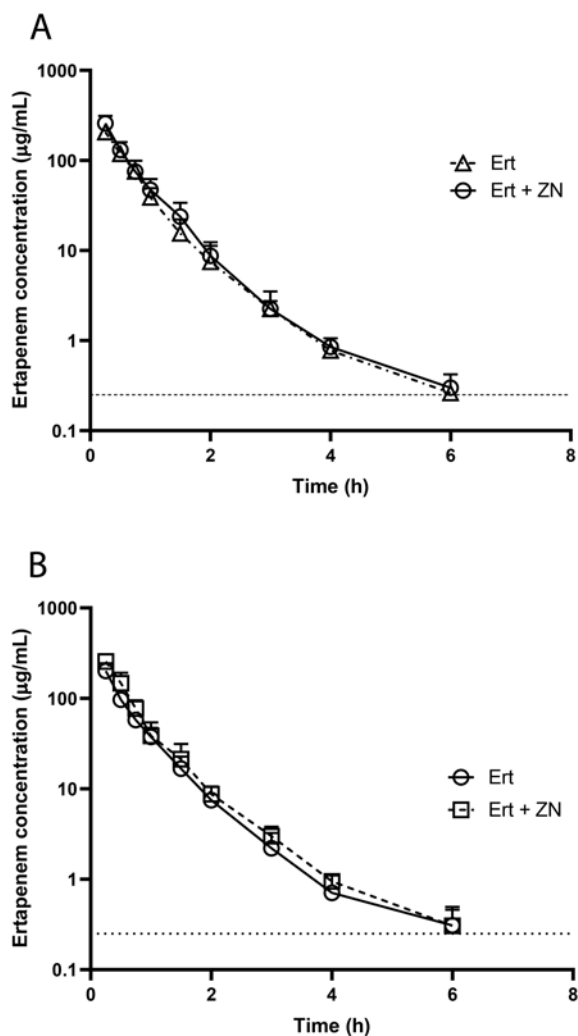 A
Ertapenem concentration (μg/mL)
1000
100
10
1
0.1
0
2
4
6
8
Time (h)
Ert
Ert + ZN
B
Ertapenem concentration (μg/mL)
1000
100
10
1
0.1
0
2
4
6
8
Time (h)
Ert
Ert + ZN